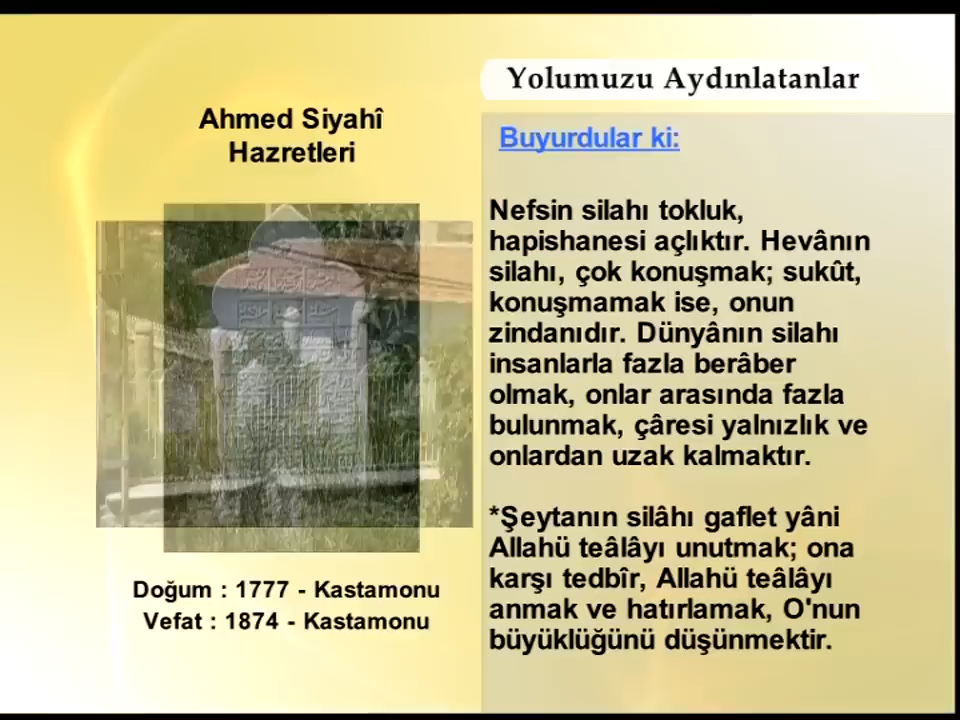 Yolumuzu Aydınlatanlar
Ahmed Siyahî
Hazretleri
Doğum : 1777 - Kastamonu
Vefat : 1874 - Kastamonu
Buyurdular ki:
Nefsin silahı tokluk,
hapishanesi açlıktır. Hevânın
silahı, çok konuşmak; sukût,
konuşmamak ise, onun
zindanıdır. Dünyânın silahı
insanlarla fazla berâber
olmak, onlar arasında fazla
bulunmak, çâresi yalnızlık ve
onlardan uzak kalmaktır.
*Şeytanın silâhı gaflet yâni
Allahü teâlâyı unutmak; ona
karşı tedbîr, Allahü teâlâyı
anmak ve hatırlamak, O'nun
büyüklüğünü düşünmektir.